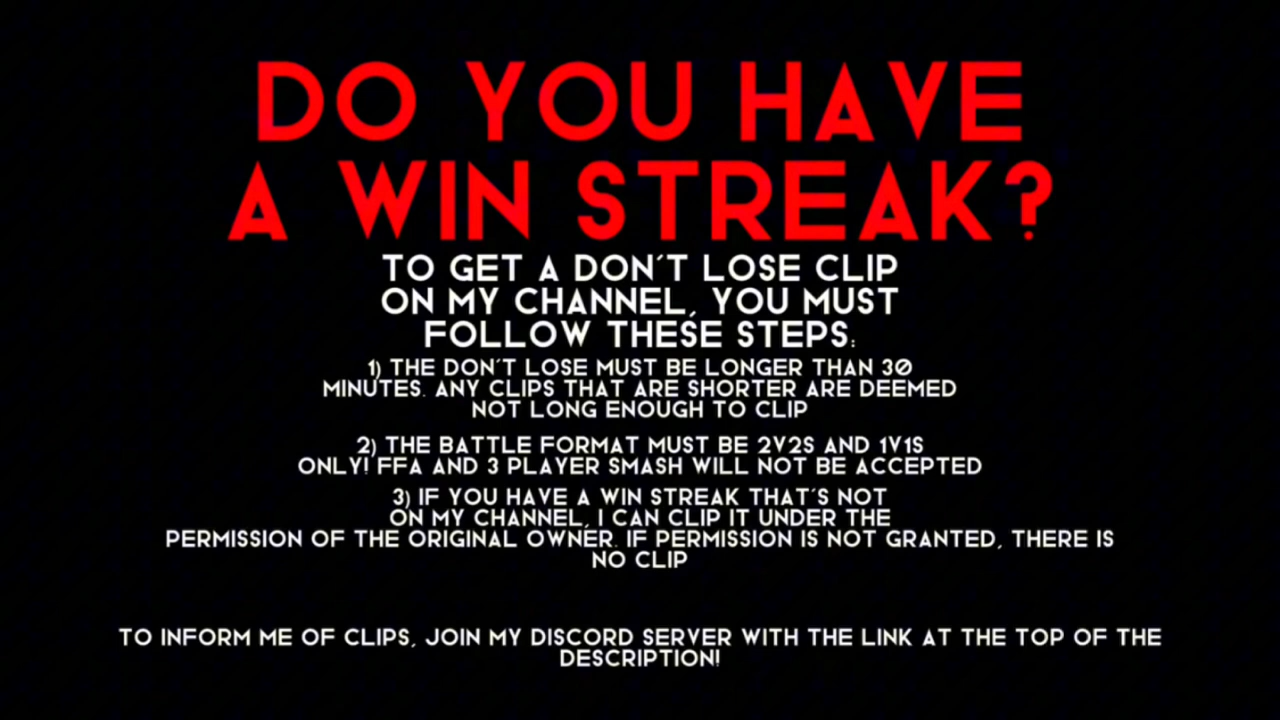 DO YOU HAVE
A WIN STREAK?
TO GET A DON'T LOSE CLIP
ON MY CHANNEL, YOU MUST
FOLLOW THESE STEPS:
1) THE DON'T LOSE MUST BE LONGER THAN 30
MINUTES. ANY CLIPS THAT ARE SHORTER ARE DEEMED
NOT LONG ENOUGH TO CLIP
2) THE BATTLE FORMAT MUST BE 2V2S AND 1V1S
ONLY! FFA AND 3 PLAYER SMASH WILL NOT BE ACCEPTED
3) IF YOU HAVE A WIN STREAK THAT'S NOT
ON MY CHANNEL, I CAN CLIP IT UNDER THE
PERMISSION OF THE ORIGINAL OWNER. IF PERMISSION IS NOT GRANTED, THERE IS
NO CLIP
TO INFORM ME OF CLIPS, JOIN MY DISCORD SERVER WITH THE LINK AT THE TOP OF THE
DESCRIPTION!